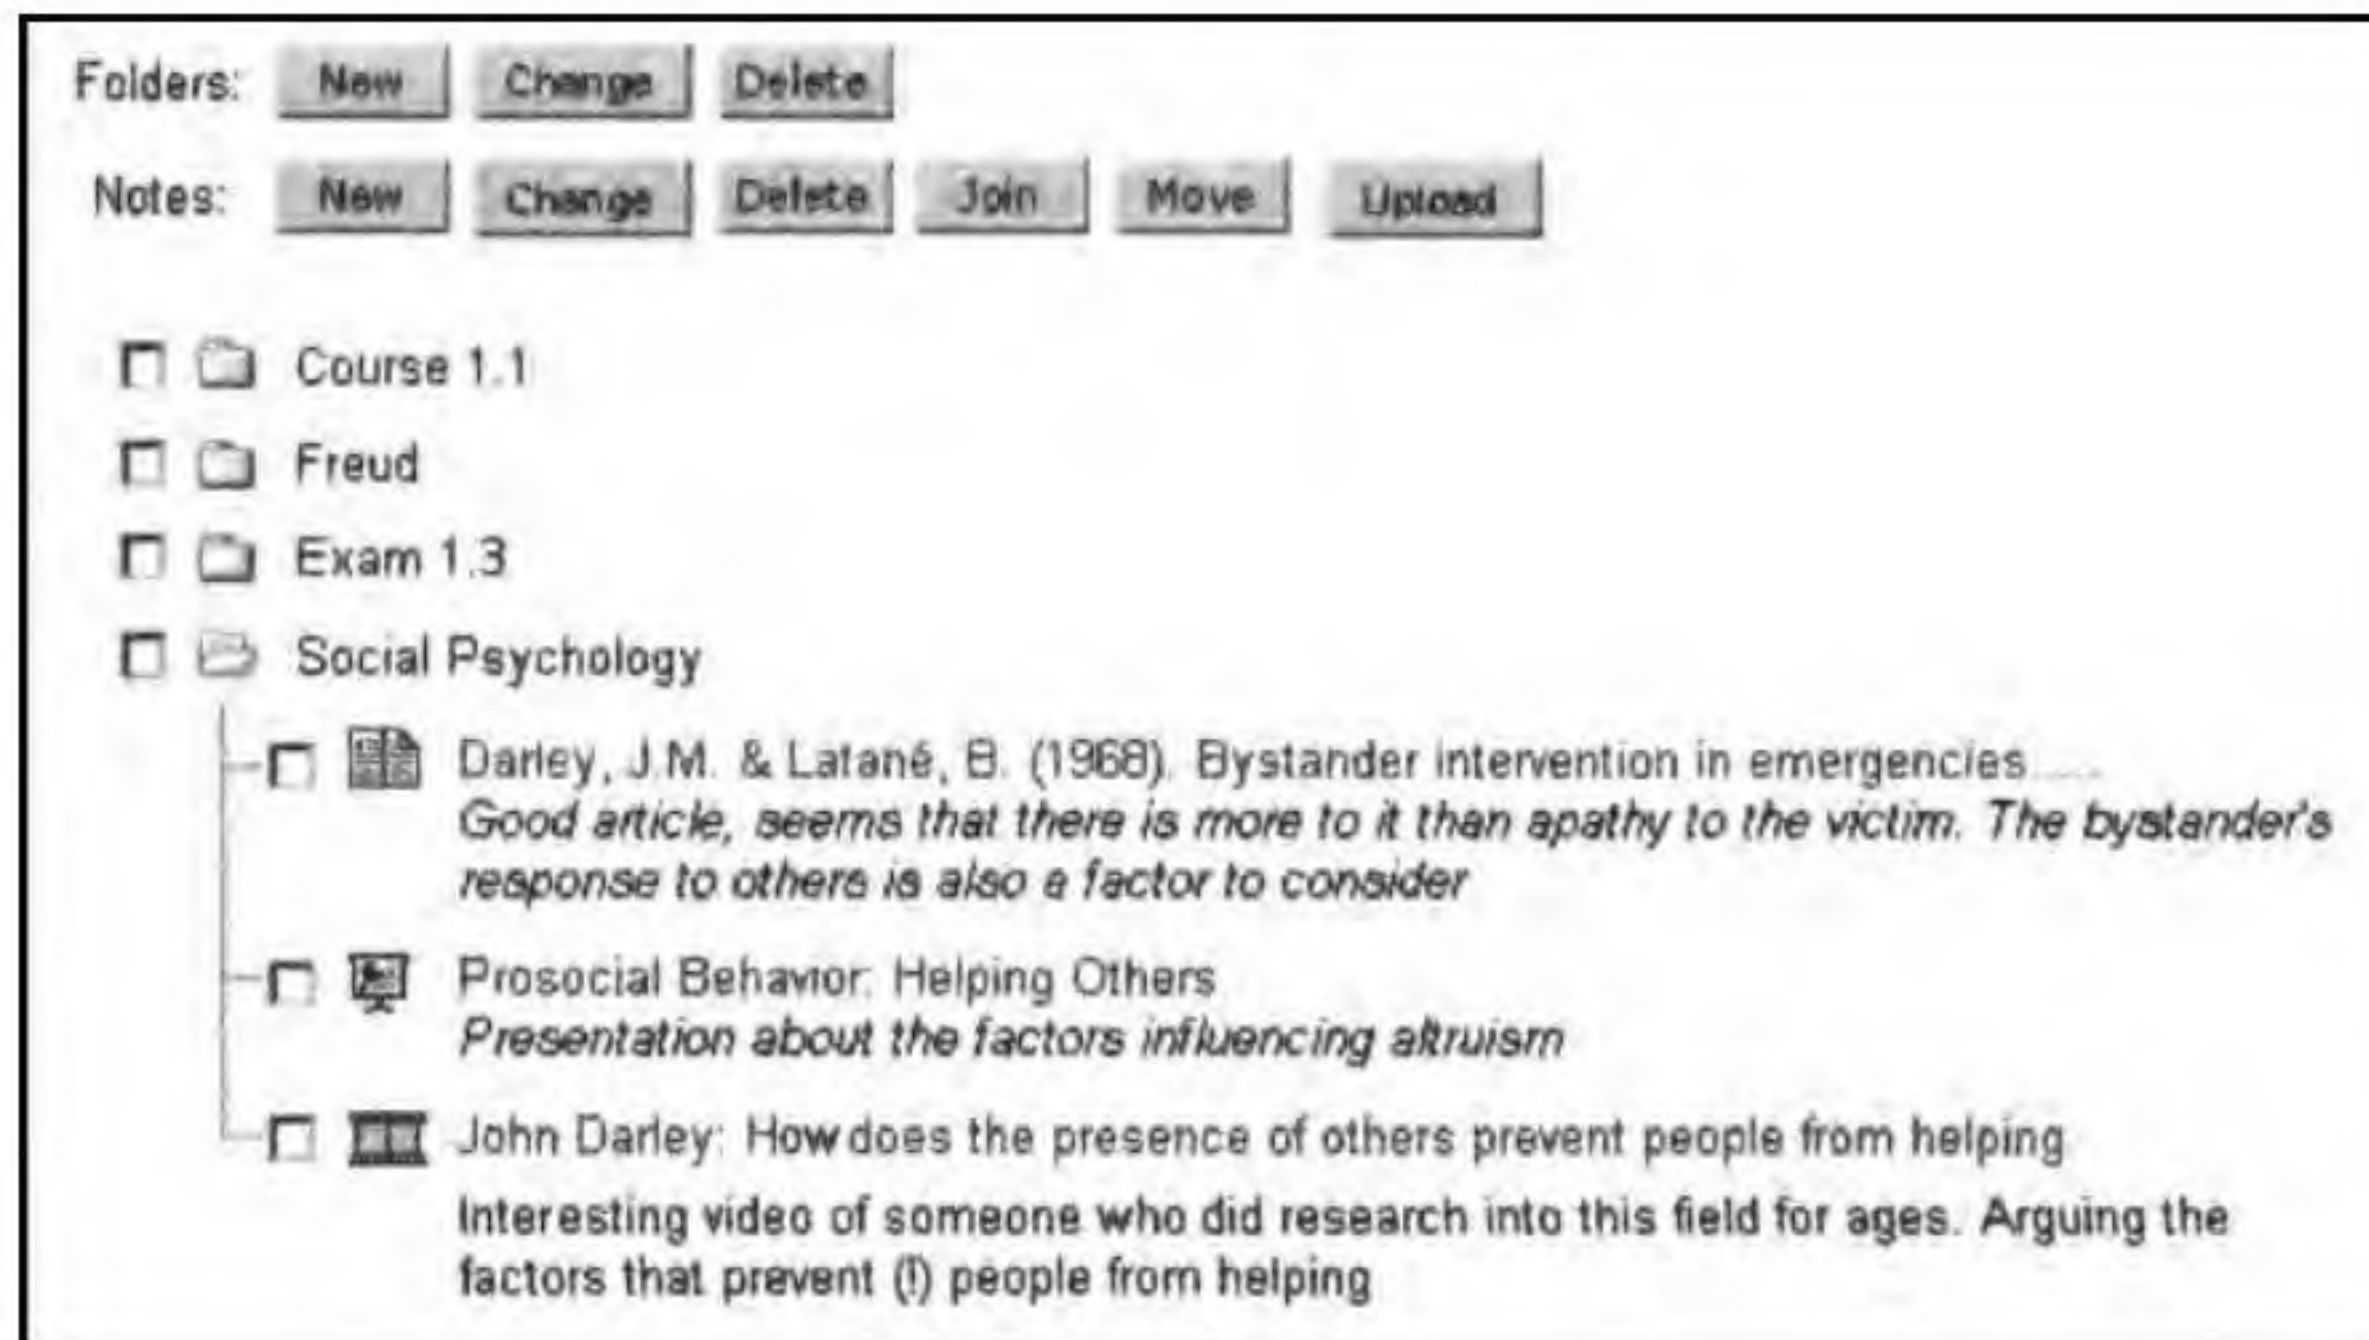 Folders: New Change Delete
Notes: New Change Delete Join Move Upload
Course 1.1
Freud
Exam 1.3
Social Psychology
Darley, J.M. & Latané, B. (1968). Bystander intervention in emergencies.....
Good article, seems that there is more to it than apathy to the victim. The bystander's
response to others is also a factor to consider
Prosocial Behavior: Helping Others
Presentation about the factors influencing altruism
John Darley: How does the presence of others prevent people from helping
Interesting video of someone who did research into this field for ages. Arguing the
factors that prevent (!) people from helping